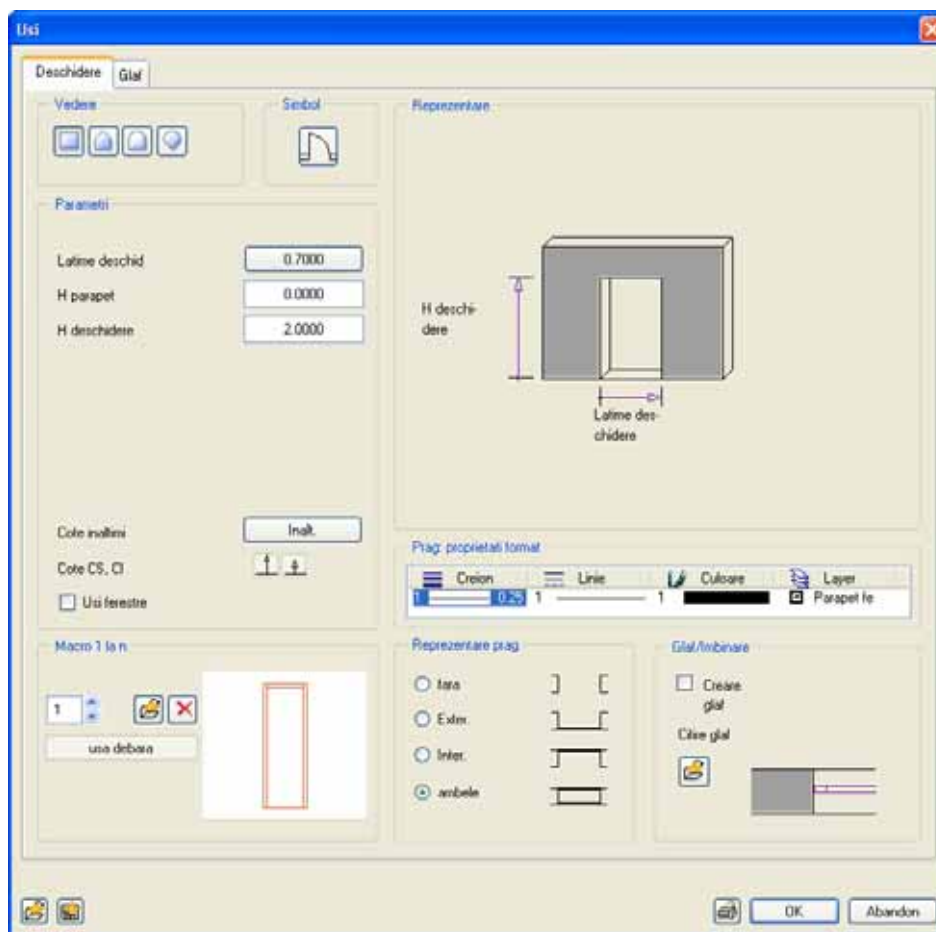 Usi
Deschidere Glaf
Vedere
Simbol
Reprezentare
Parametri
Latime deschid 0.7000
H parapet 0.0000
H deschidere 2.0000
H deschi-
dere
Latime des-
chidere
Cote inaltimi Inalt.
Cote CS, CI
Usi ferestre
Prag: proprietati format
Creion Linie Culoare Layer
1 0.25 1 1 Parapet fe
Macro 1 la n
1
usa debara
Reprezentare prag
fara
Exter.
Inter.
ambele
Glaf/Imbinare
Creare
glaf
Citire glaf
OK Abandon